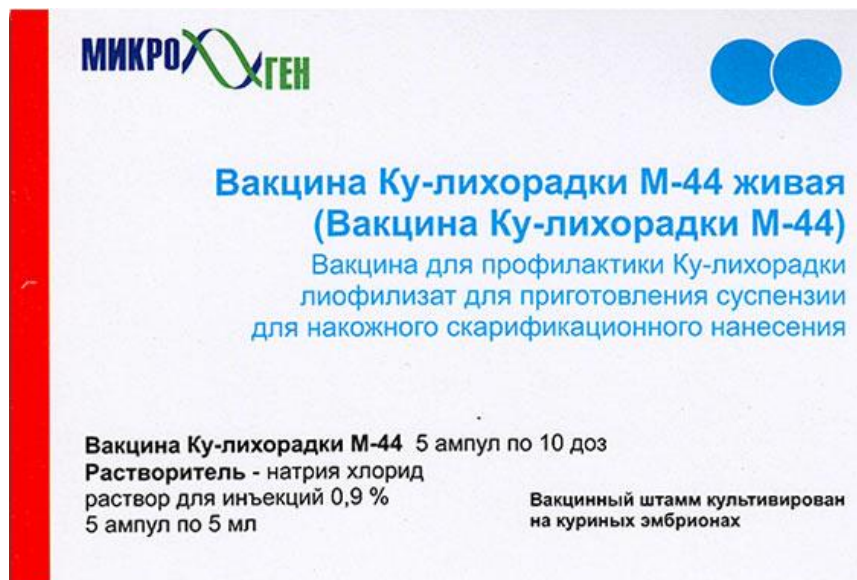 МИКРОГЕН
Вакцина Ку-лихорадки М-44 живая
(Вакцина Ку-лихорадки М-44)
Вакцина для профилактики Ку-лихорадки
лиофилизат для приготовления суспензии
для накожного скарификационного нанесения
Вакцина Ку-лихорадки М-44 5 ампул по 10 доз
Растворитель - натрия хлорид
раствор для инъекций 0,9 %
5 ампул по 5 мл
Вакцинный штамм культивирован
на куриных эмбрионах